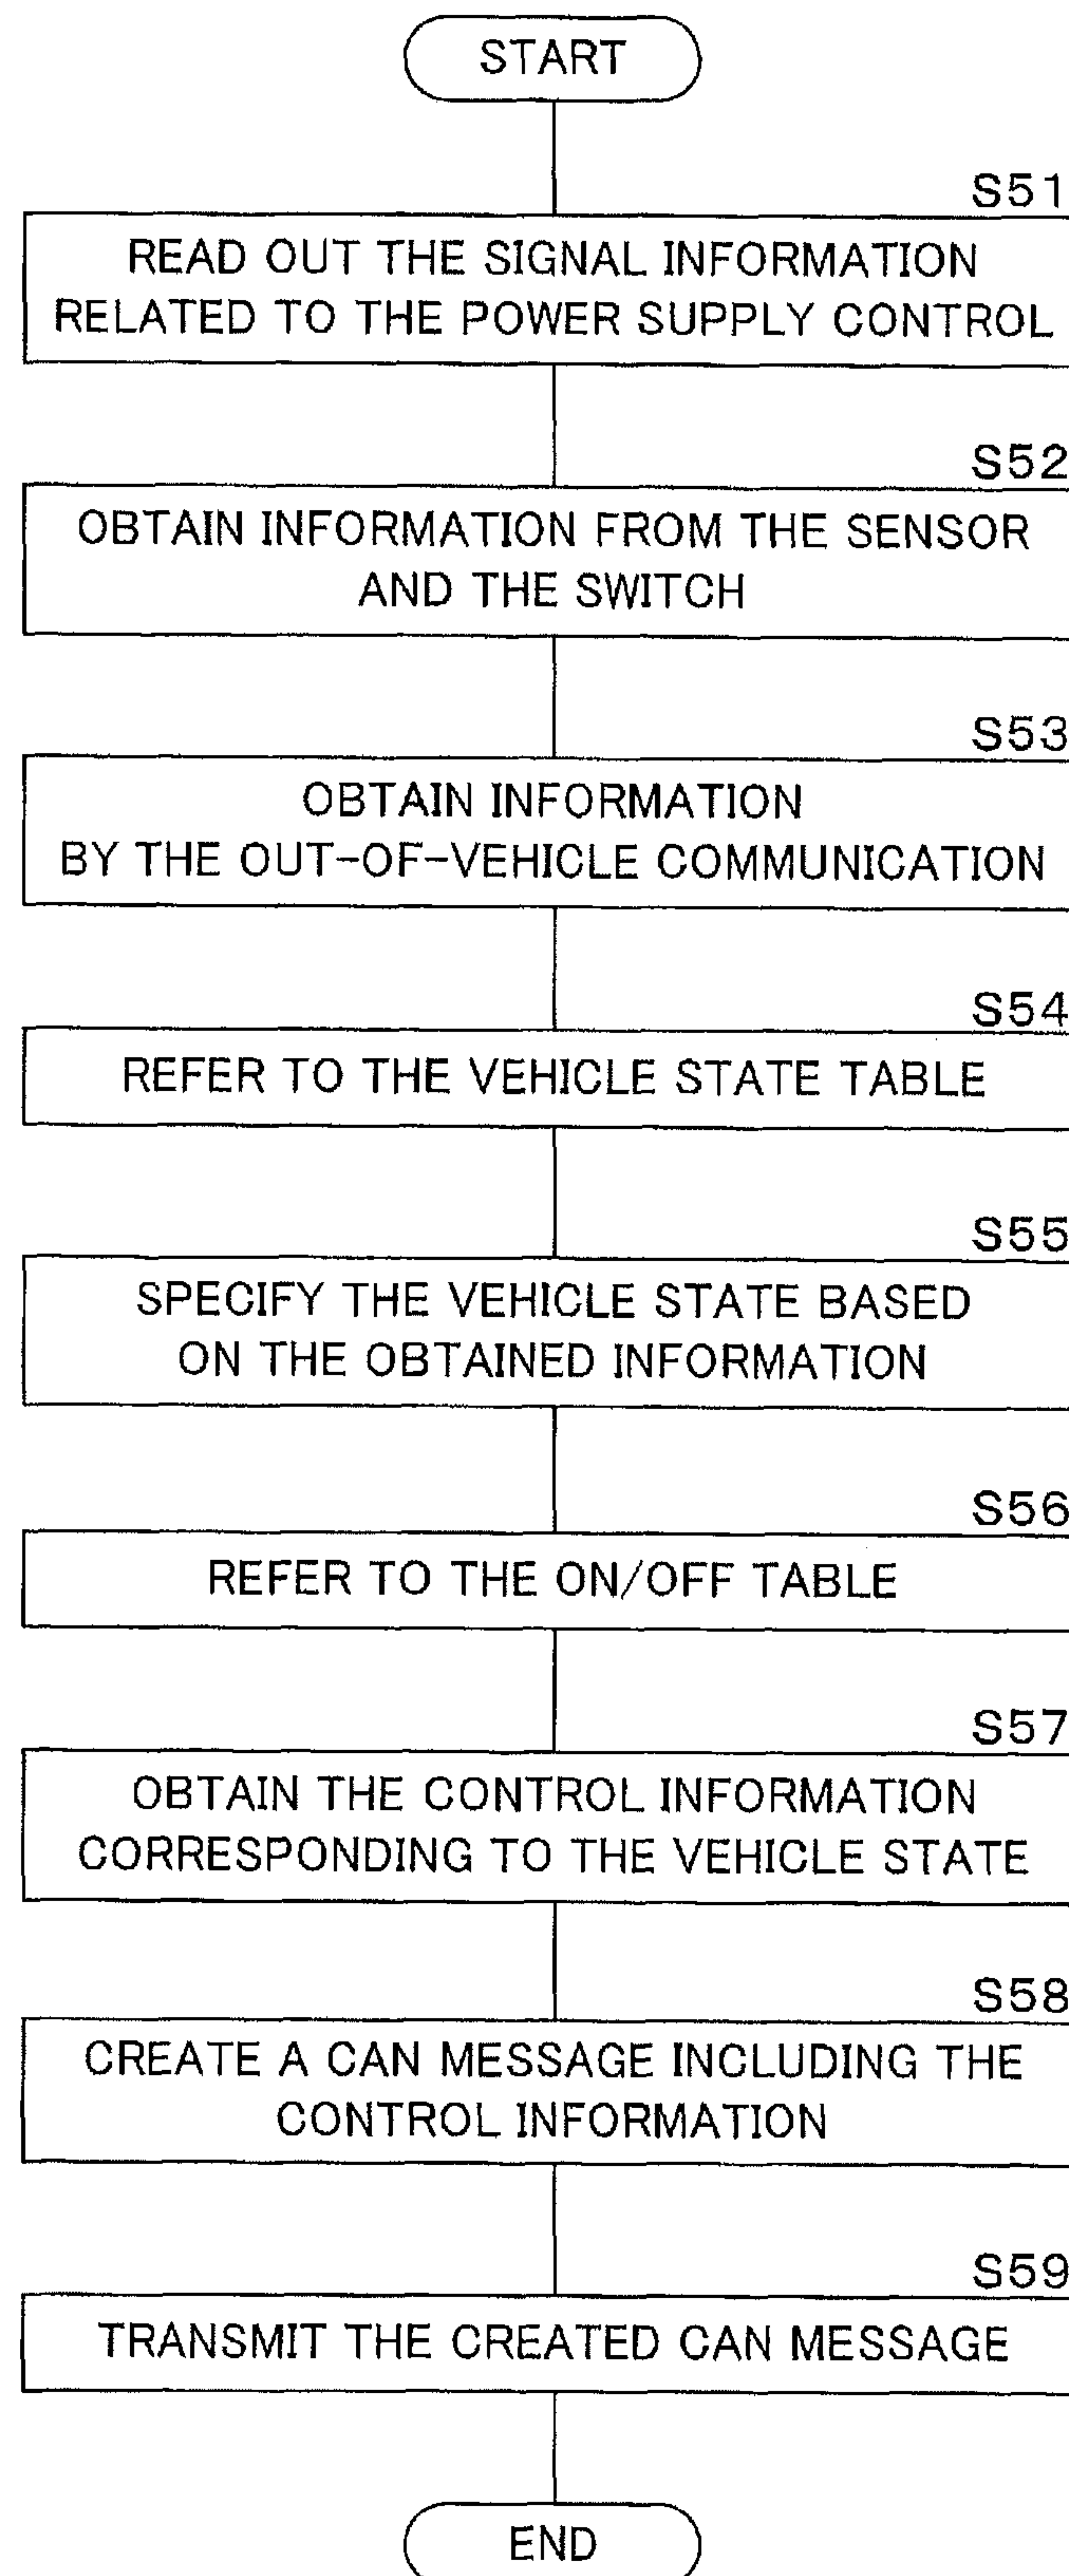 START
S51
READ OUT THE SIGNAL INFORMATION
RELATED TO THE POWER SUPPLY CONTROL
S52
OBTAIN INFORMATION FROM THE SENSOR
AND THE SWITCH
S53
OBTAIN INFORMATION
BY THE OUT-OF-VEHICLE COMMUNICATION
S54
REFER TO THE VEHICLE STATE TABLE
S55
SPECIFY THE VEHICLE STATE BASED
ON THE OBTAINED INFORMATION
S56
REFER TO THE ON/OFF TABLE
S57
OBTAIN THE CONTROL INFORMATION
CORRESPONDING TO THE VEHICLE STATE
S58
CREATE A CAN MESSAGE INCLUDING THE
CONTROL INFORMATION
S59
TRANSMIT THE CREATED CAN MESSAGE
END